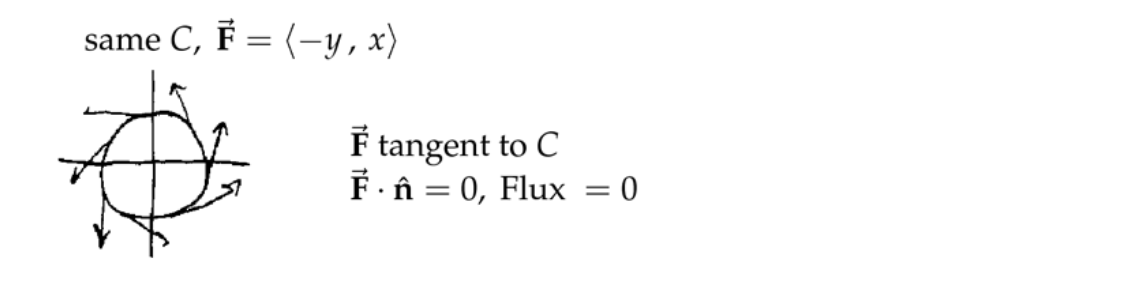 same C, F⃗ = ⟨−y, x⟩
F⃗ tangent to C
F⃗ · n̂ = 0, Flux = 0